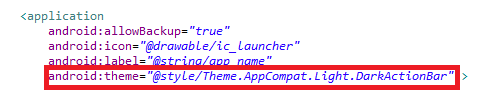 <application
android:allowBackup="true"
android:icon="@drawable/ic_launcher"
android:label="@string/app_name"
android:theme="@style/Theme.AppCompat.Light.DarkActionBar" >